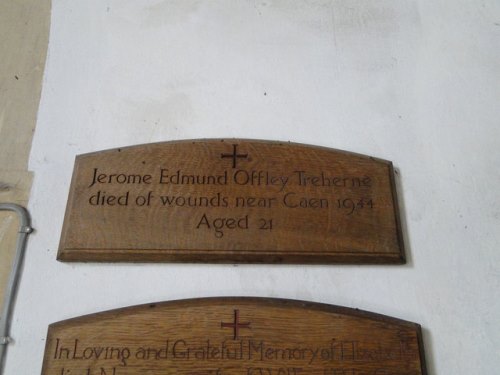 Jerome Edmund Offley Treherne
died of wounds near Caen 1944
Aged 21
In Loving and Grateful Memory of